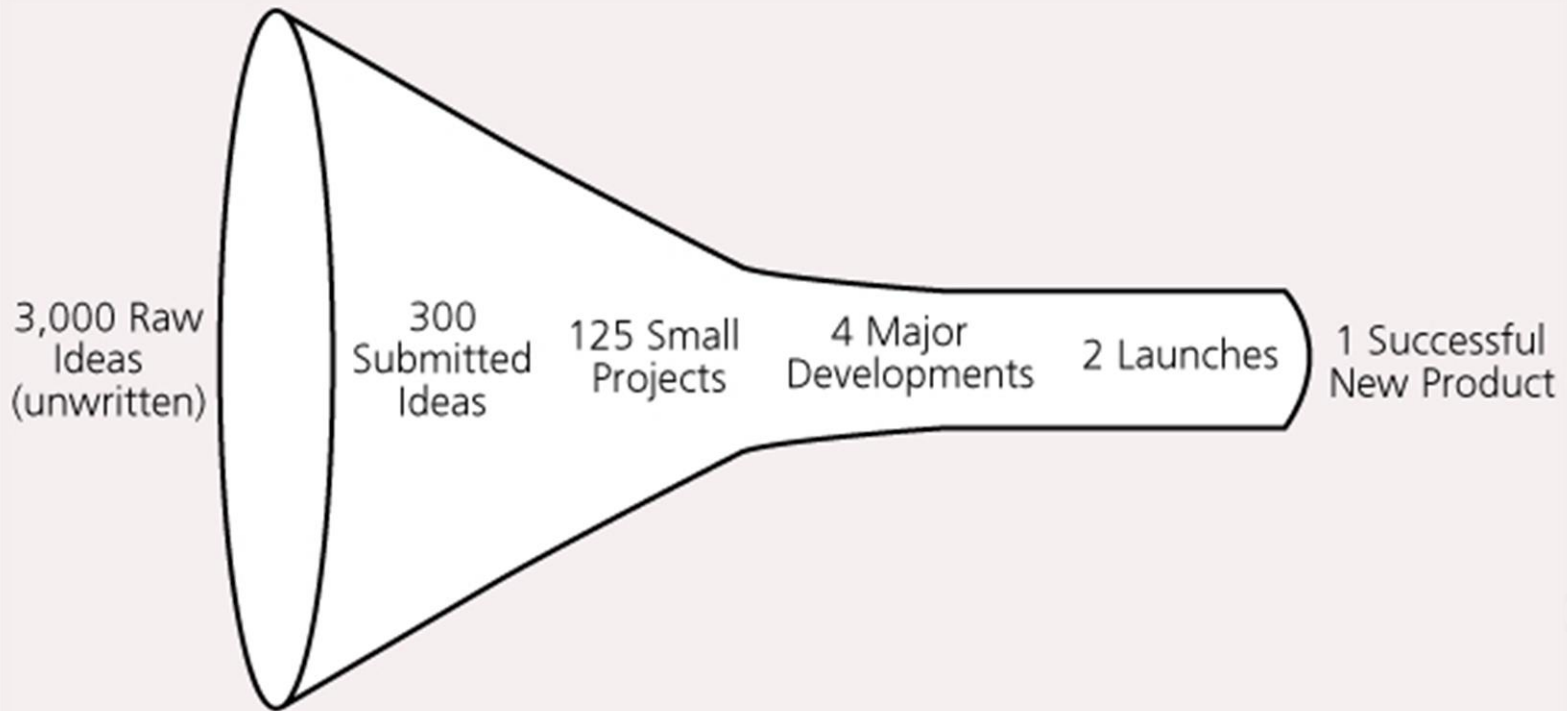 3,000 Raw
Ideas
(unwritten)
300
Submitted
Ideas
125 Small
Projects
4 Major
Developments
2 Launches
1 Successful
New Product